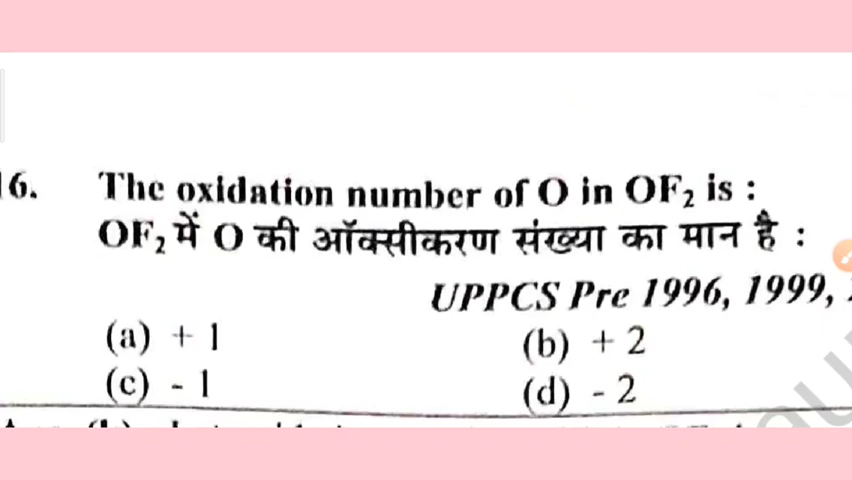 16. The oxidation number of O in OF₂ is :
OF₂ में O की ऑक्सीकरण संख्या का मान है :
UPPCS Pre 1996, 1999,
(a) + 1 (b) + 2
(c) - 1 (d) - 2